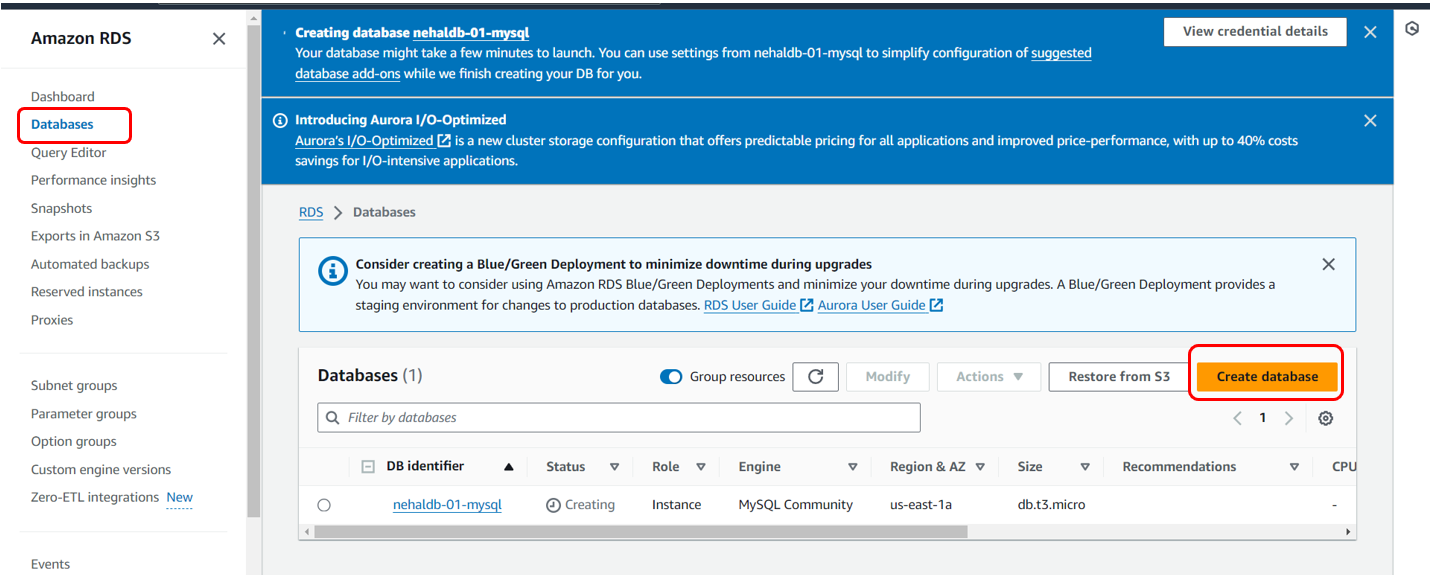 Amazon RDS
Dashboard
Databases
Query Editor
Performance insights
Snapshots
Exports in Amazon S3
Automated backups
Reserved instances
Proxies
Subnet groups
Parameter groups
Option groups
Custom engine versions
Zero-ETL integrations New
Events
Creating database nehaldb-01-mysql
Your database might take a few minutes to launch. You can use settings from nehaldb-01-mysql to simplify configuration of suggested
database add-ons while we finish creating your DB for you.
View credential details
Introducing Aurora I/O-Optimized
Aurora's I/O-Optimized is a new cluster storage configuration that offers predictable pricing for all applications and improved price-performance, with up to 40% costs
savings for I/O-intensive applications.
RDS > Databases
Consider creating a Blue/Green Deployment to minimize downtime during upgrades
You may want to consider using Amazon RDS Blue/Green Deployments and minimize your downtime during upgrades. A Blue/Green Deployment provides a
staging environment for changes to production databases. RDS User Guide Aurora User Guide
Databases (1)
Group resources
Modify
Actions
Restore from S3
Create database
Filter by databases
1
DB identifier Status Role Engine Region & AZ Size Recommendations CPU
nehaldb-01-mysql Creating Instance MySQL Community us-east-1a db.t3.micro -